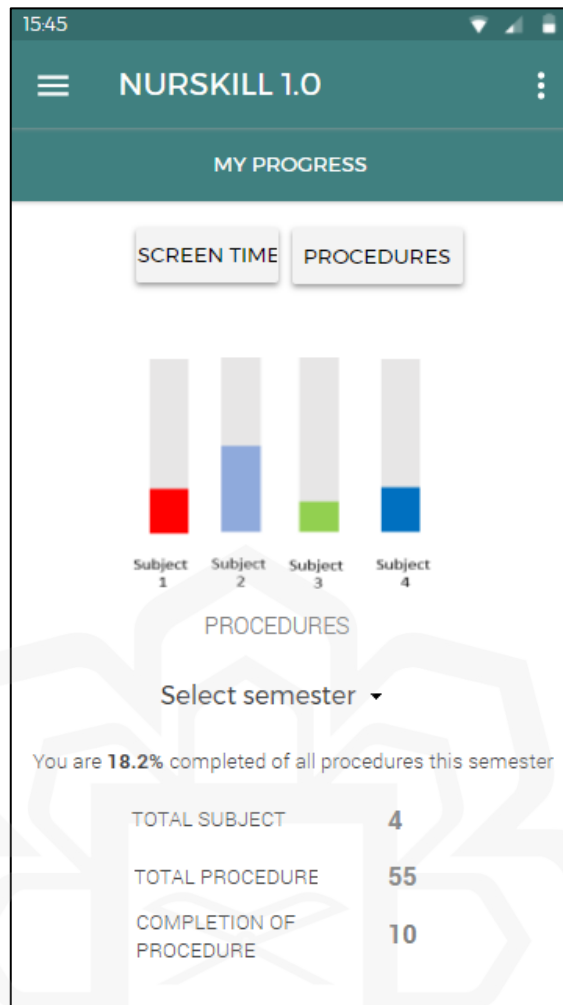 15:45
NURSKILL 1.0
MY PROGRESS
SCREEN TIME PROCEDURES
Subject Subject Subject Subject
1 2 3 4
PROCEDURES
Select semester
You are 18.2% completed of all procedures this semester
TOTAL SUBJECT 4
TOTAL PROCEDURE 55
COMPLETION OF
PROCEDURE 10